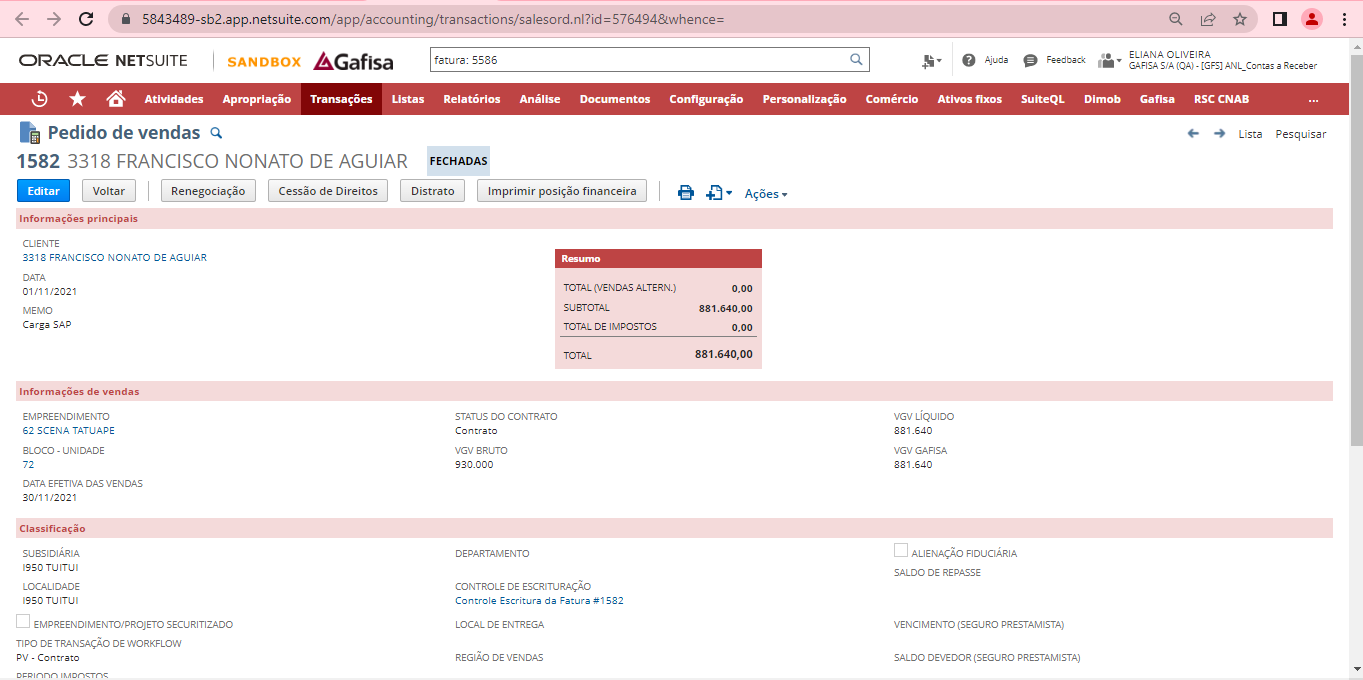 5843489-sb2.app.netsuite.com/app/accounting/transactions/salesord.nl?id=576494&whence=
ORACLE NETSUITE SANDBOX Gafisa fatura: 5586 Ajuda Feedback ELIANA OLIVEIRA
GAFISA S/A (QA) - [GFS] ANL_Contas a Receber
Atividades Apropriação Transações Listas Relatórios Análise Documentos Configuração Personalização Comércio Ativos fixos SuiteQL Dimob Gafisa RSC CNAB ...
Pedido de vendas Lista Pesquisar
1582 3318 FRANCISCO NONATO DE AGUIAR FECHADAS
Editar Voltar Renegociação Cessão de Direitos Distrato Imprimir posição financeira Ações
Informações principais
CLIENTE
3318 FRANCISCO NONATO DE AGUIAR
DATA
01/11/2021
MEMO
Carga SAP
Resumo
TOTAL (VENDAS ALTERN.) 0,00
SUBTOTAL 881.640,00
TOTAL DE IMPOSTOS 0,00
TOTAL 881.640,00
Informações de vendas
EMPREENDIMENTO
62 SCENA TATUAPE
BLOCO - UNIDADE
72
DATA EFETIVA DAS VENDAS
30/11/2021
STATUS DO CONTRATO
Contrato
VGV BRUTO
930.000
VGV LÍQUIDO
881.640
VGV GAFISA
881.640
Classificação
SUBSIDIÁRIA
I950 TUITUI
LOCALIDADE
I950 TUITUI
EMPREENDIMENTO/PROJETO SECURITIZADO
TIPO DE TRANSAÇÃO DE WORKFLOW
PV - Contrato
PERIODO IMPOSTOS
DEPARTAMENTO
CONTROLE DE ESCRITURAÇÃO
Controle Escritura da Fatura #1582
LOCAL DE ENTREGA
REGIÃO DE VENDAS
ALIENAÇÃO FIDUCIÁRIA
SALDO DE REPASSE
VENCIMENTO (SEGURO PRESTAMISTA)
SALDO DEVEDOR (SEGURO PRESTAMISTA)